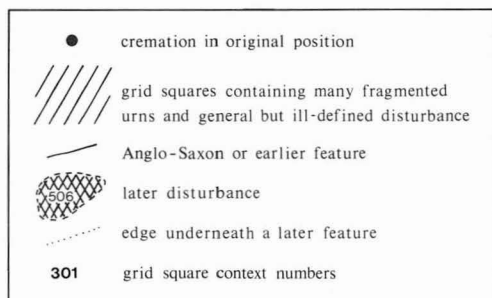 cremation in original position
grid squares containing many fragmented
urns and general but ill-defined disturbance
Anglo-Saxon or earlier feature
506 later disturbance
edge underneath a later feature
301 grid square context numbers